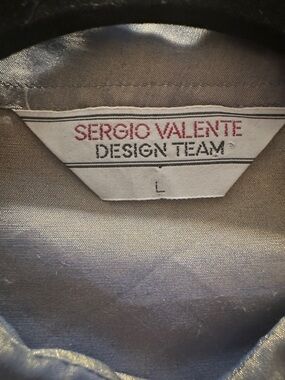 SERGIO VALENTE
DESIGN TEAM
L